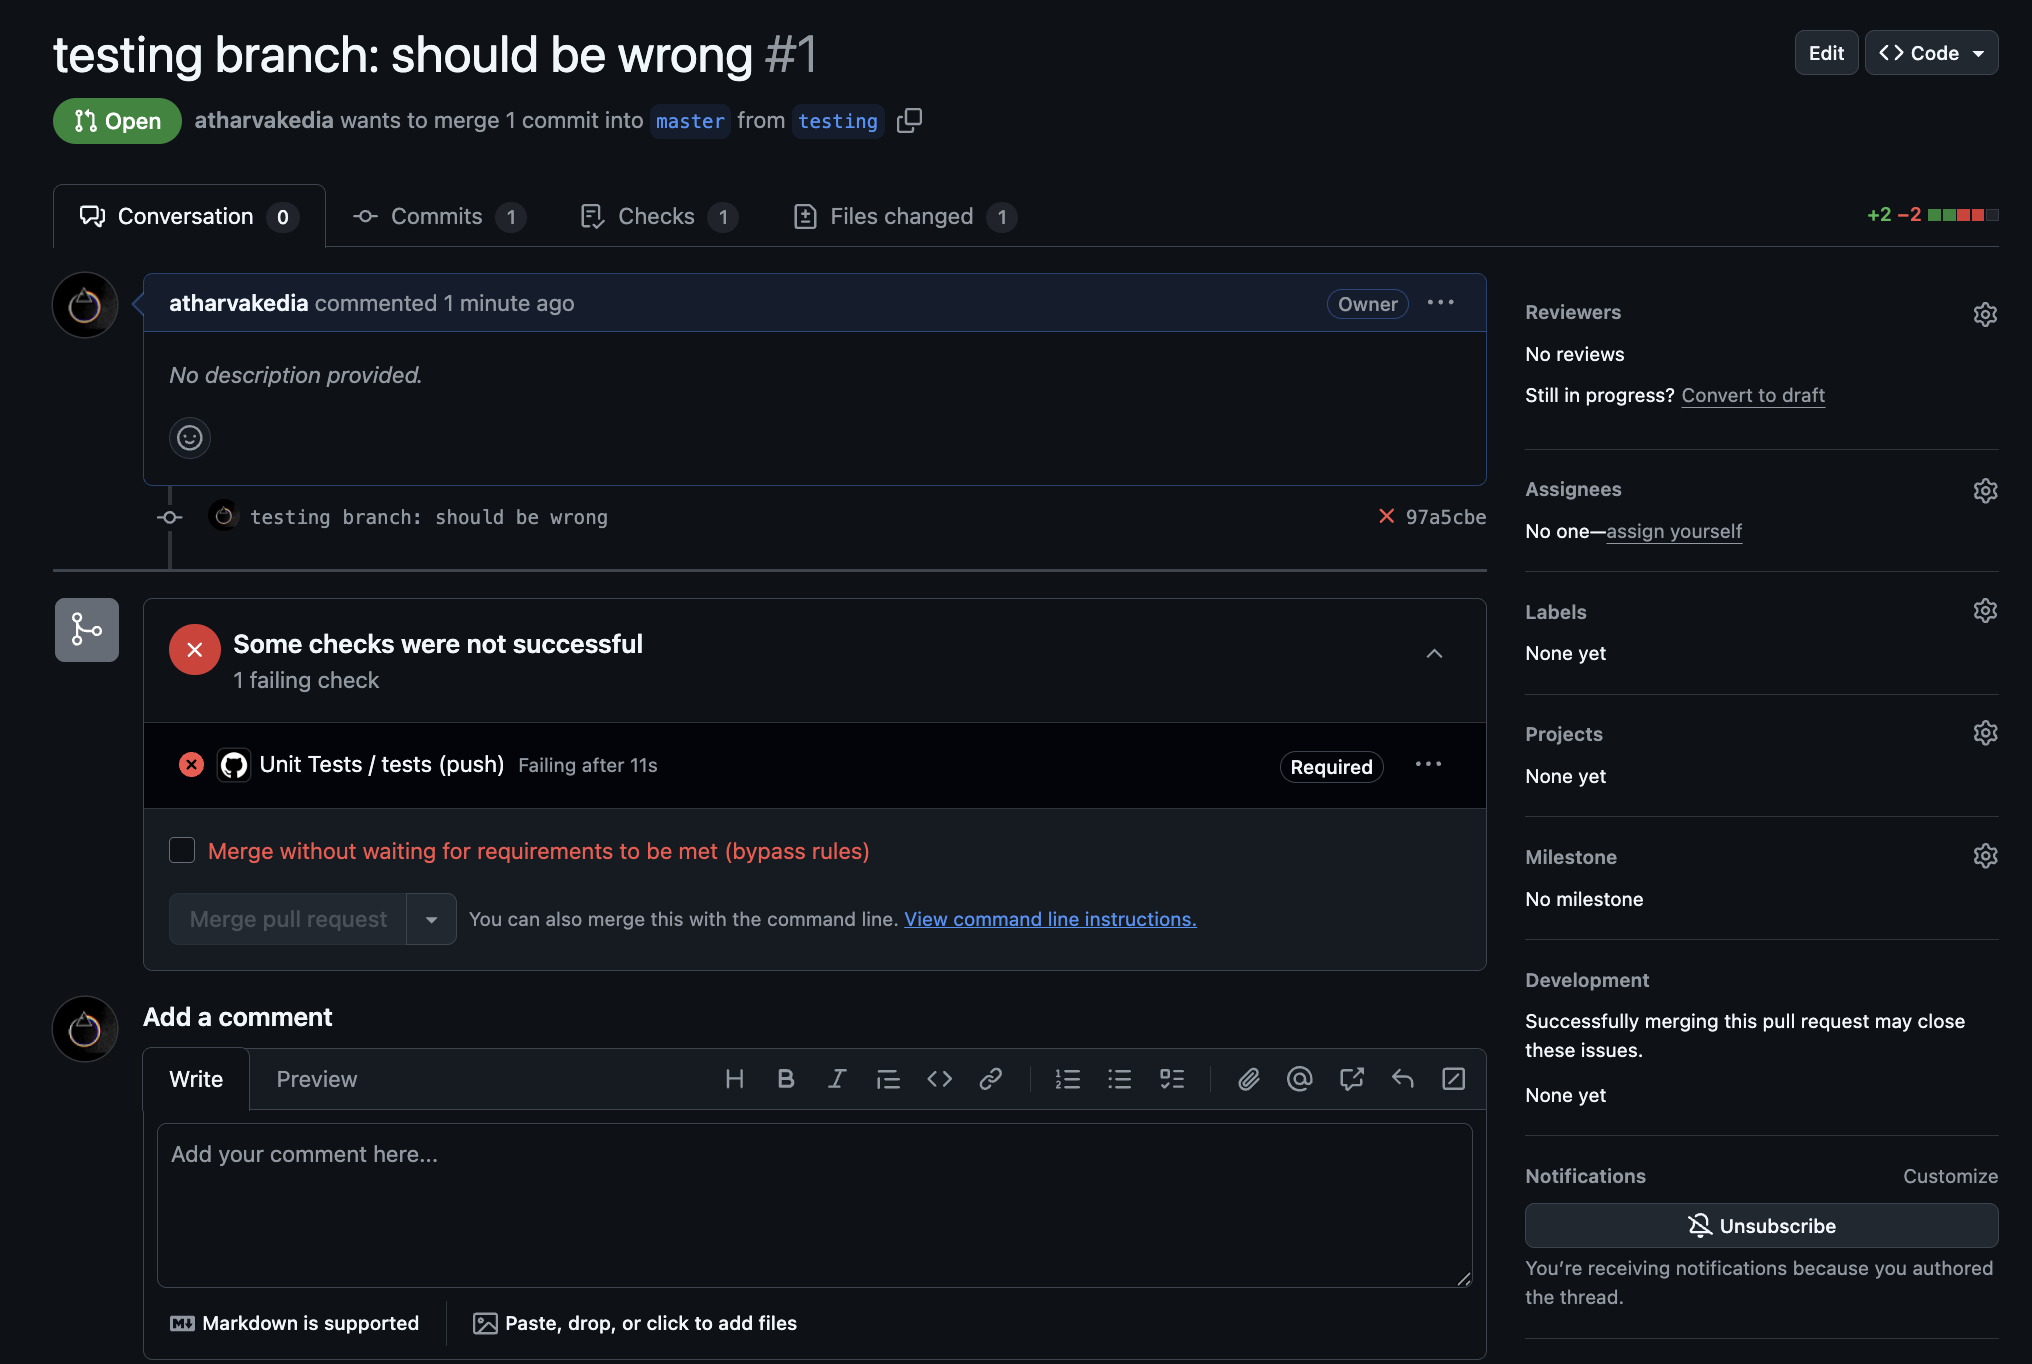 testing branch: should be wrong #1
Edit
<> Code
Open
atharvakedia wants to merge 1 commit into master from testing
Conversation 0
Commits 1
Checks 1
Files changed 1
+2 −2
atharvakedia commented 1 minute ago
Owner
No description provided.
testing branch: should be wrong
97a5cbe
Some checks were not successful
1 failing check
Unit Tests / tests (push) Failing after 11s
Required
Merge without waiting for requirements to be met (bypass rules)
Merge pull request
You can also merge this with the command line. View command line instructions.
Add a comment
Write
Preview
Add your comment here...
Markdown is supported
Paste, drop, or click to add files
Reviewers
No reviews
Still in progress? Convert to draft
Assignees
No one—assign yourself
Labels
None yet
Projects
None yet
Milestone
No milestone
Development
Successfully merging this pull request may close
these issues.
None yet
Notifications
Customize
Unsubscribe
You’re receiving notifications because you authored
the thread.